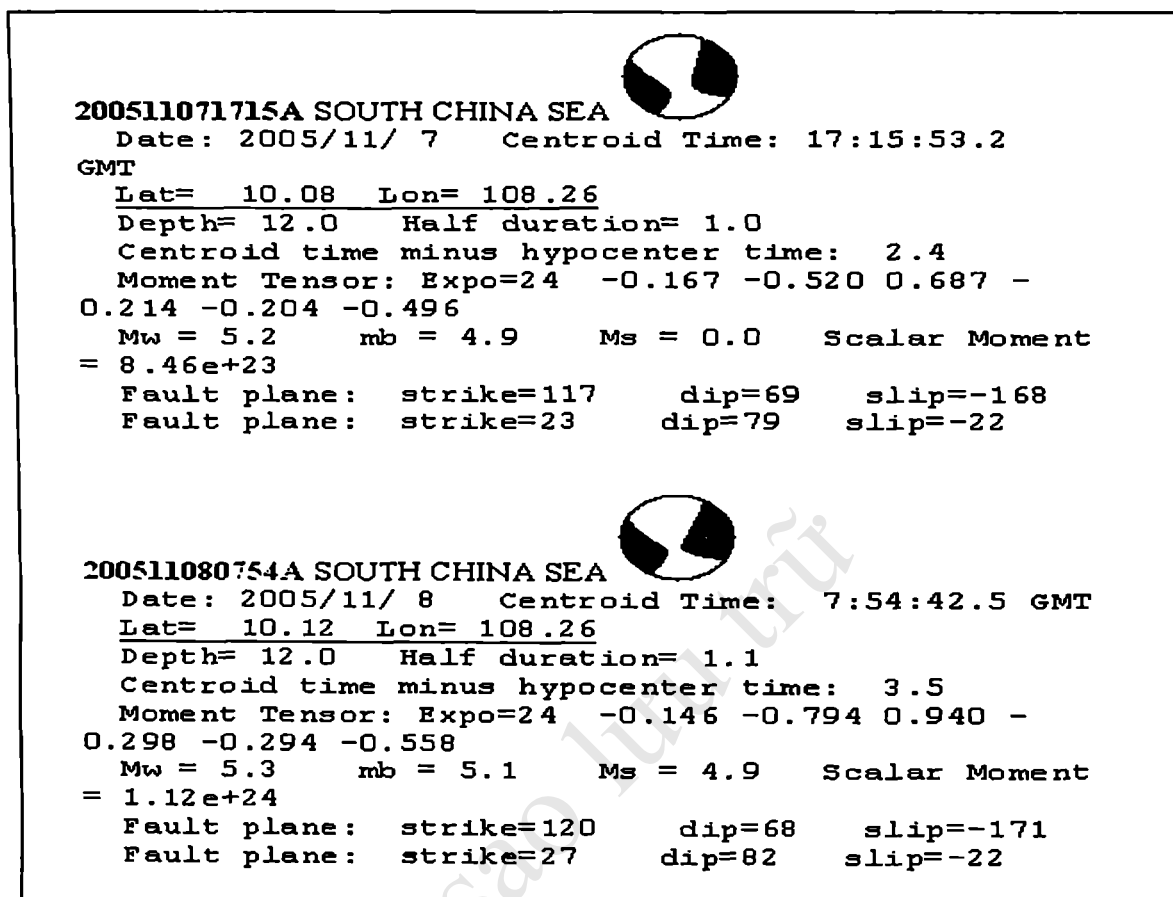 200511071715A SOUTH CHINA SEA
Date: 2005/11/ 7 Centroid Time: 17:15:53.2
GMT
Lat= 10.08 Lon= 108.26
Depth= 12.0 Half duration= 1.0
Centroid time minus hypocenter time: 2.4
Moment Tensor: Expo=24 -0.167 -0.520 0.687 -
0.214 -0.204 -0.496
Mw = 5.2 mb = 4.9 Ms = 0.0 Scalar Moment
= 8.46e+23
Fault plane: strike=117 dip=69 slip=-168
Fault plane: strike=23 dip=79 slip=-22
200511080754A SOUTH CHINA SEA
Date: 2005/11/ 8 Centroid Time: 7:54:42.5 GMT
Lat= 10.12 Lon= 108.26
Depth= 12.0 Half duration= 1.1
Centroid time minus hypocenter time: 3.5
Moment Tensor: Expo=24 -0.146 -0.794 0.940 -
0.298 -0.294 -0.558
Mw = 5.3 mb = 5.1 Ms = 4.9 Scalar Moment
= 1.12e+24
Fault plane: strike=120 dip=68 slip=-171
Fault plane: strike=27 dip=82 slip=-22
cao lưu trữ